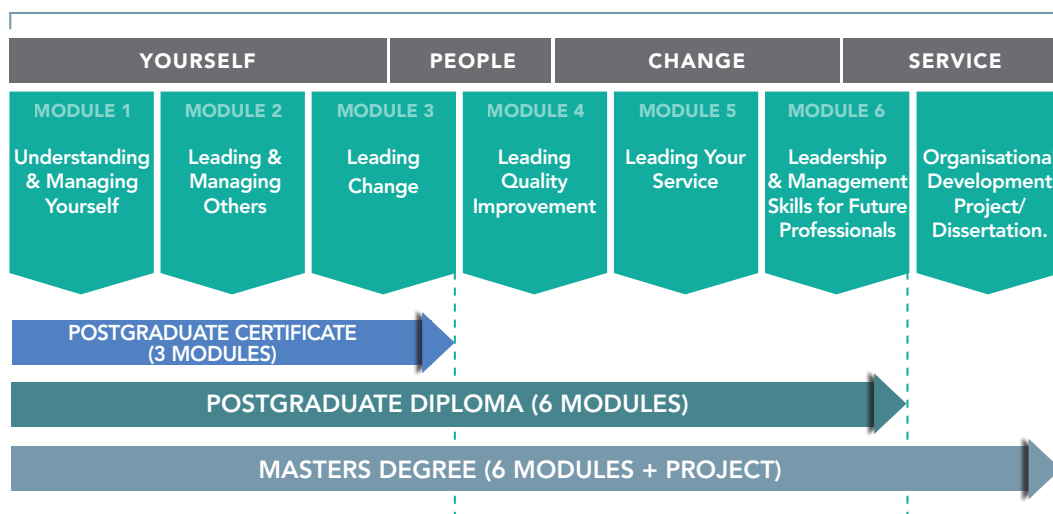 YOURSELF
PEOPLE
CHANGE
SERVICE
MODULE 1
Understanding
& Managing
Yourself
MODULE 2
Leading &
Managing
Others
MODULE 3
Leading
Change
MODULE 4
Leading
Quality
Improvement
MODULE 5
Leading Your
Service
MODULE 6
Leadership
& Management
Skills for Future
Professionals
Organisational
Development
Project/
Dissertation.
POSTGRADUATE CERTIFICATE
(3 MODULES)
POSTGRADUATE DIPLOMA (6 MODULES)
MASTERS DEGREE (6 MODULES + PROJECT)